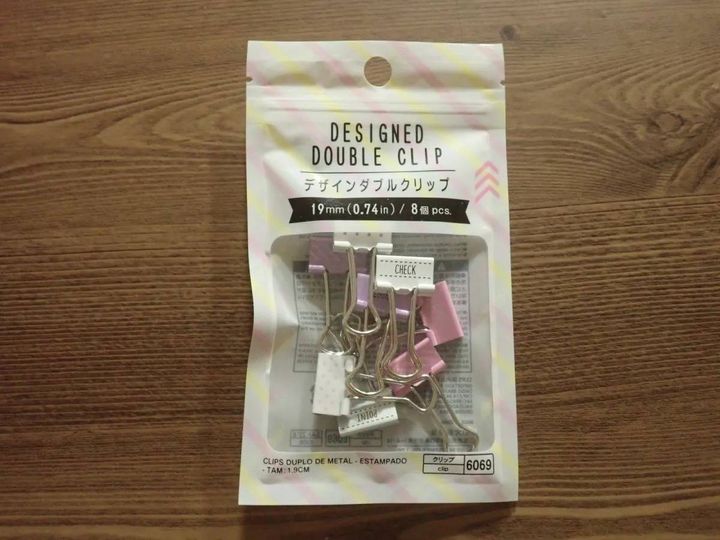 DESIGNED
DOUBLE CLIP
デザインダブルクリップ
19mm (0.74in) / 8個 pcs.
CHECK
POINT
CLIPS DUPLO DE METAL - ESTAMPADO
- TAM: 1.9CM
クリップ
clip
6069